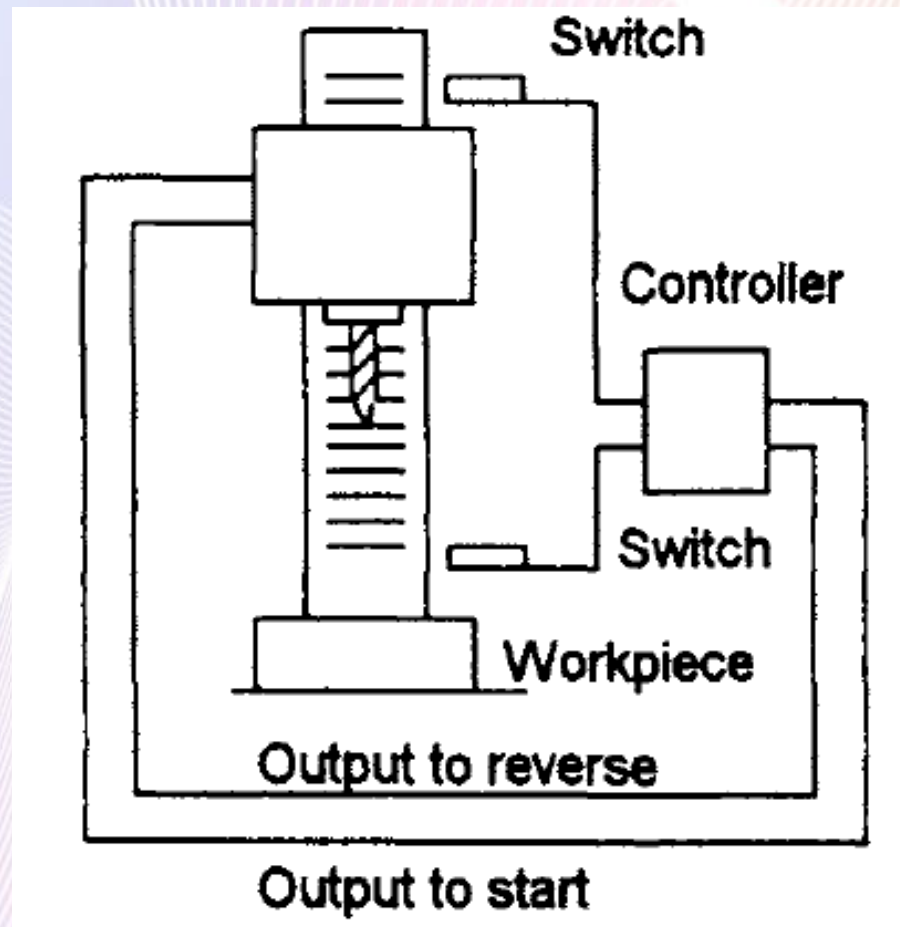 Switch
Controller
Switch
Workpiece
Output to reverse
Output to start